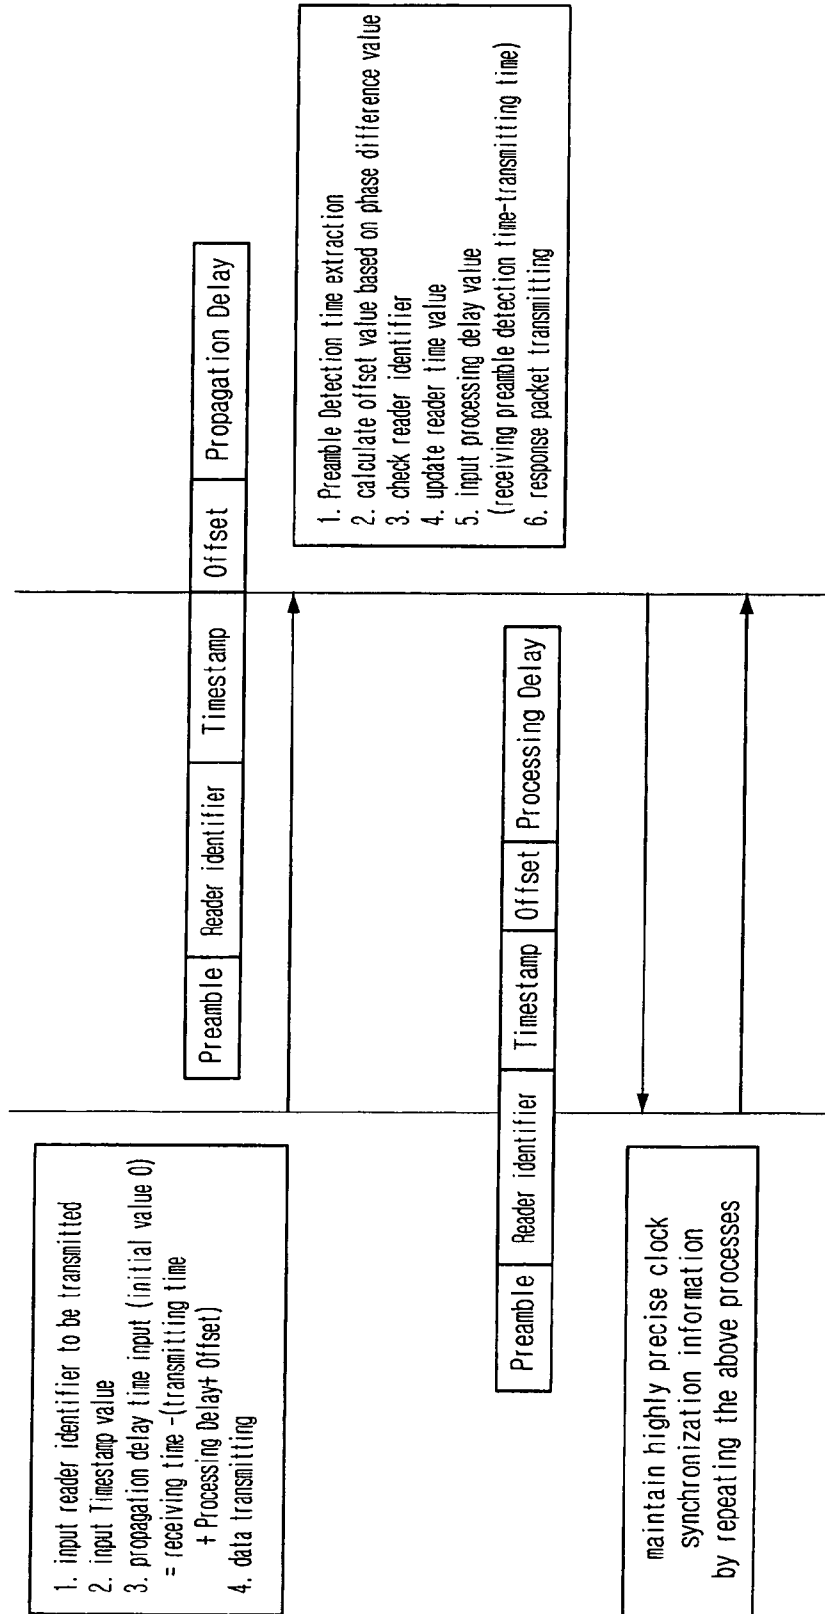 1. input reader identifier to be transmitted
2. input Timestamp value
3. propagation delay time input (initial value 0)
= receiving time -(transmitting time
+ Processing Delay+ Offset)
4. data transmitting
Preamble Reader identifier Timestamp Offset Propagation Delay
1. Preamble Detection time extraction
2. calculate offset value based on phase difference value
3. check reader identifier
4. update reader time value
5. input processing delay value
(receiving preamble detection time-transmitting time)
6. response packet transmitting
Preamble Reader identifier Timestamp Offset Processing Delay
maintain highly precise clock
synchronization information
by repeating the above processes